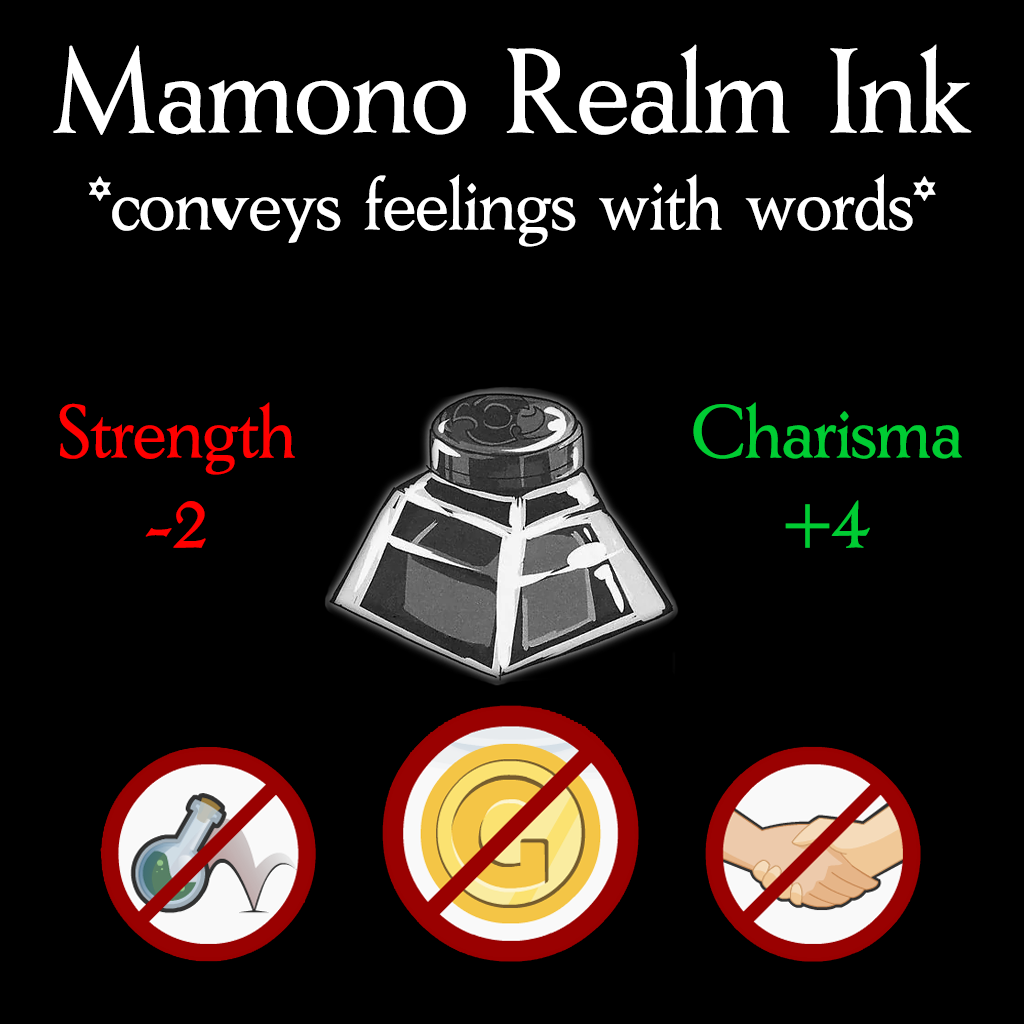 Mamono Realm Ink
*conveys feelings with words*
Strength
-2
Charisma
+4
G